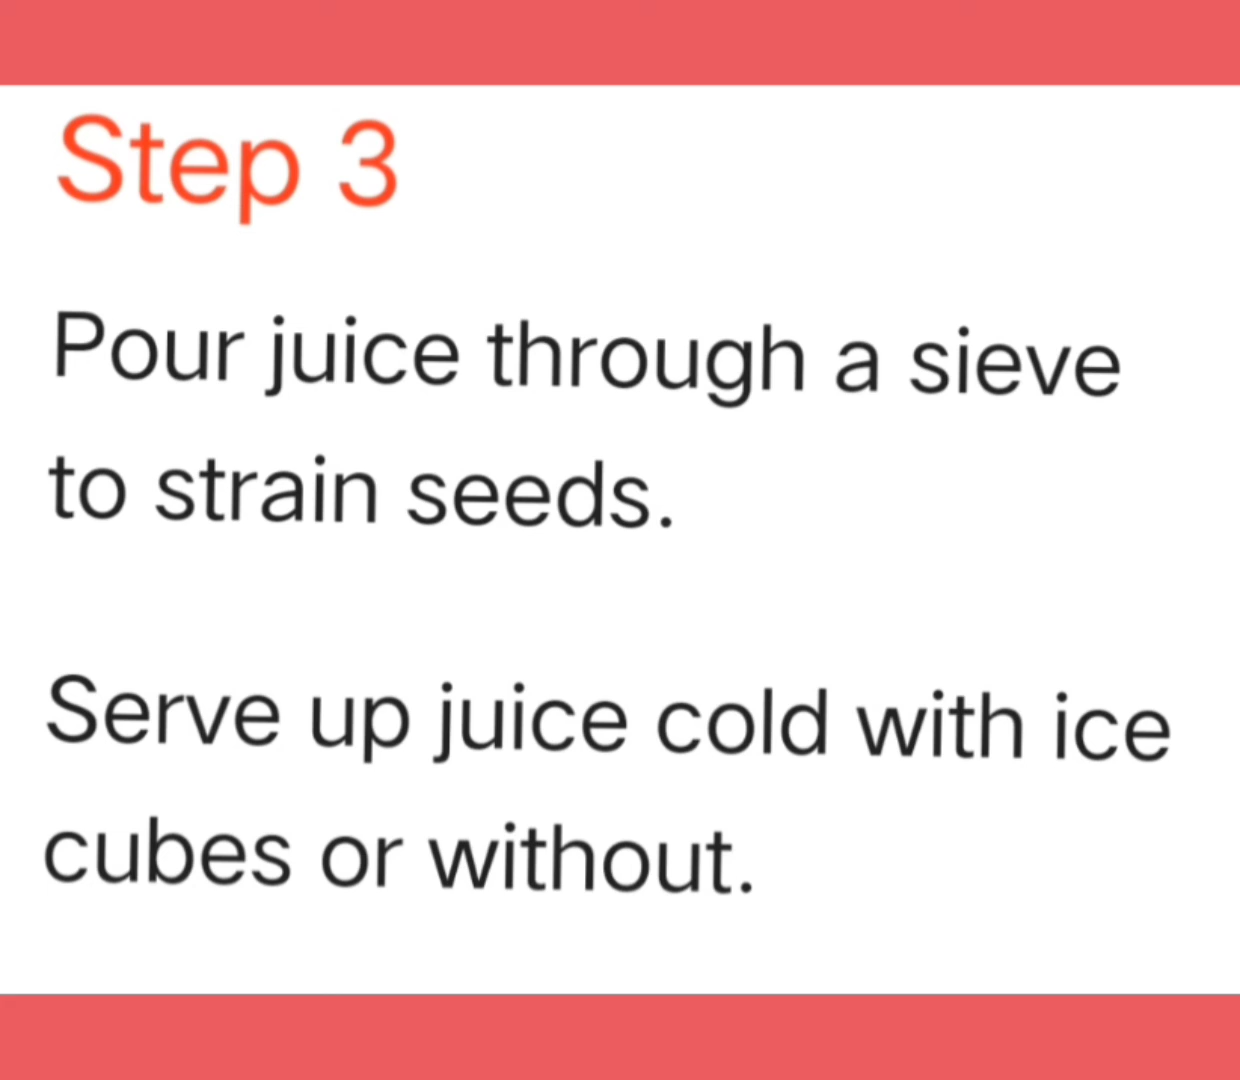 Step 3
Pour juice through a sieve
to strain seeds.
Serve up juice cold with ice
cubes or without.